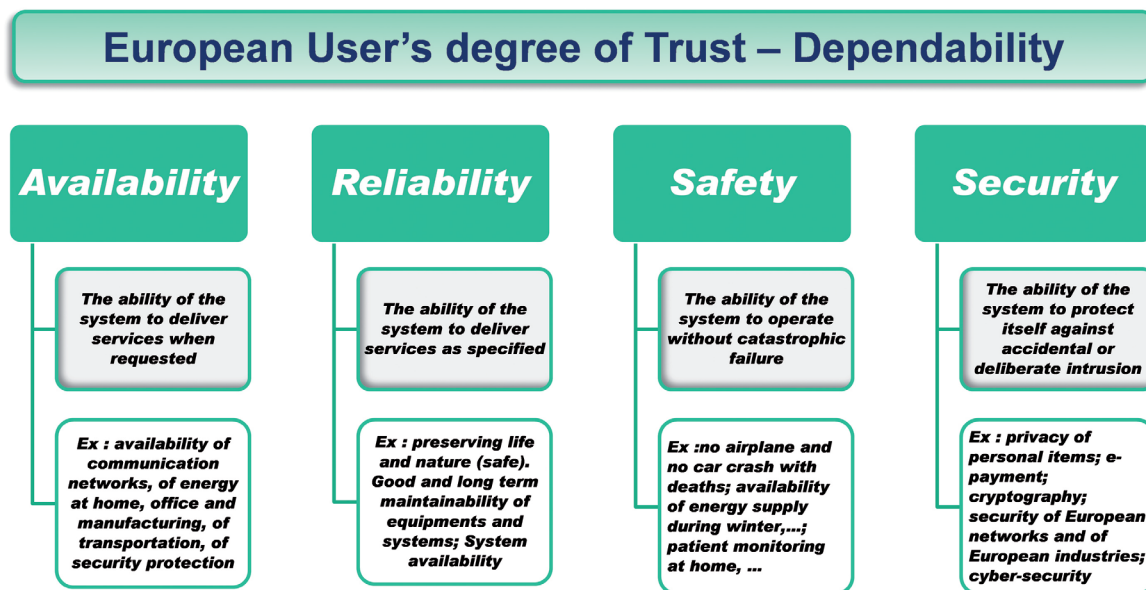 European User's degree of Trust – Dependability
Availability
The ability of the
system to deliver
services when
requested
Ex : availability of
communication
networks, of energy
at home, office and
manufacturing, of
transportation, of
security protection
Reliability
The ability of the
system to deliver
services as specified
Ex : preserving life
and nature (safe).
Good and long term
maintainability of
equipments and
systems; System
availability
Safety
The ability of the
system to operate
without catastrophic
failure
Ex :no airplane and
no car crash with
deaths; availability
of energy supply
during winter,...;
patient monitoring
at home, ...
Security
The ability of the
system to protect
itself against
accidental or
deliberate intrusion
Ex : privacy of
personal items; e-
payment;
cryptography;
security of European
networks and of
European industries;
cyber-security